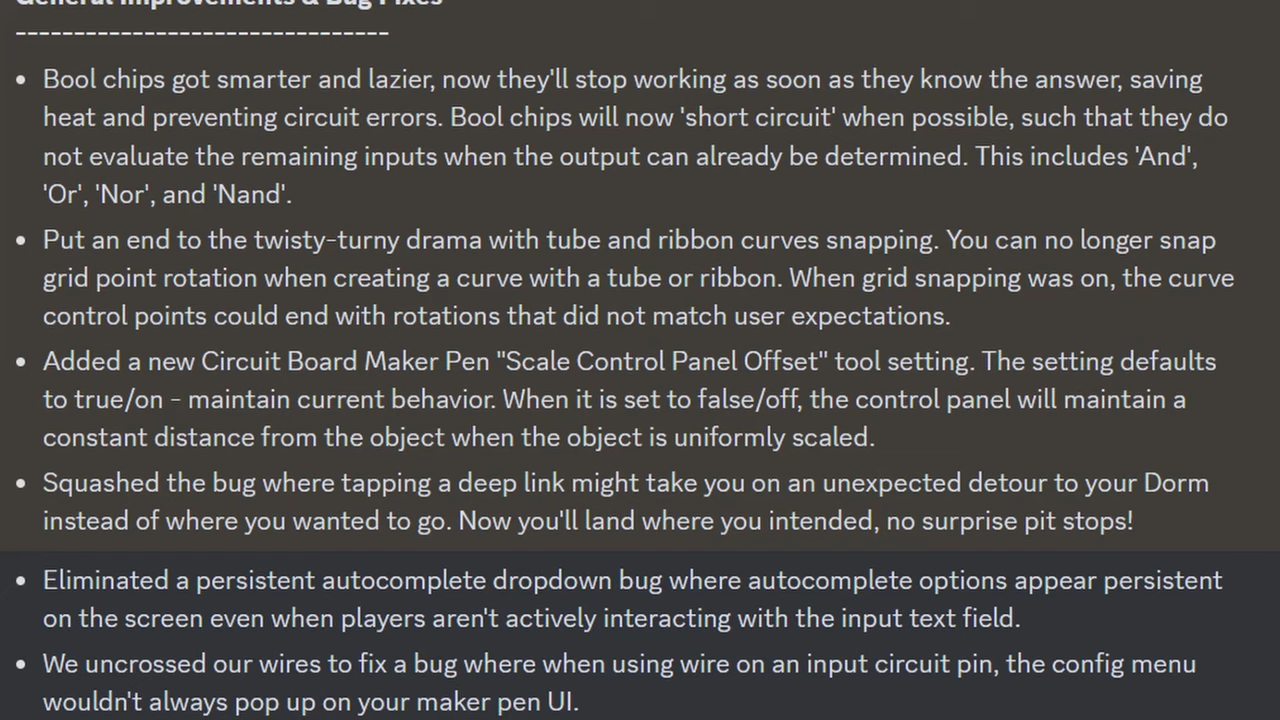 General Improvements & Bug Fixes
--------------------------------
• Bool chips got smarter and lazier, now they'll stop working as soon as they know the answer, saving
heat and preventing circuit errors. Bool chips will now 'short circuit' when possible, such that they do
not evaluate the remaining inputs when the output can already be determined. This includes 'And',
'Or', 'Nor', and 'Nand'.
• Put an end to the twisty-turny drama with tube and ribbon curves snapping. You can no longer snap
grid point rotation when creating a curve with a tube or ribbon. When grid snapping was on, the curve
control points could end with rotations that did not match user expectations.
• Added a new Circuit Board Maker Pen "Scale Control Panel Offset" tool setting. The setting defaults
to true/on - maintain current behavior. When it is set to false/off, the control panel will maintain a
constant distance from the object when the object is uniformly scaled.
• Squashed the bug where tapping a deep link might take you on an unexpected detour to your Dorm
instead of where you wanted to go. Now you'll land where you intended, no surprise pit stops!
• Eliminated a persistent autocomplete dropdown bug where autocomplete options appear persistent
on the screen even when players aren't actively interacting with the input text field.
• We uncrossed our wires to fix a bug where when using wire on an input circuit pin, the config menu
wouldn't always pop up on your maker pen UI.